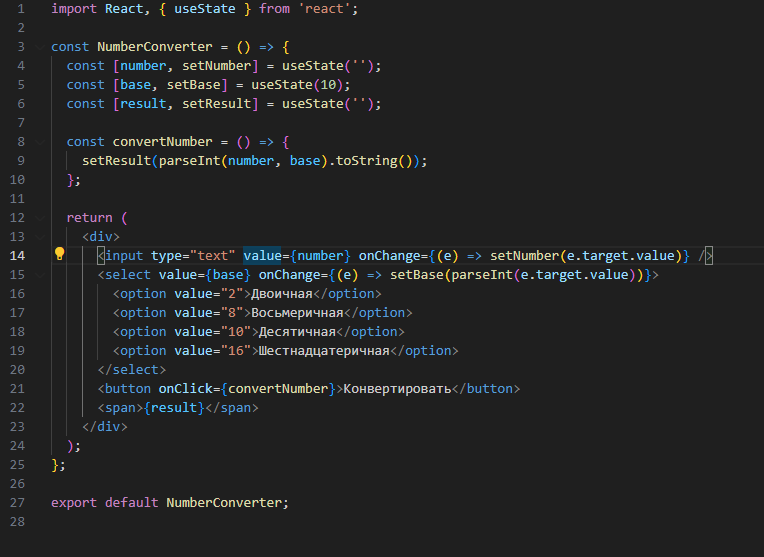 1 import React, { useState } from 'react';
2
3 const NumberConverter = () => {
4 const [number, setNumber] = useState('');
5 const [base, setBase] = useState(10);
6 const [result, setResult] = useState('');
7
8 const convertNumber = () => {
9 setResult(parseInt(number, base).toString());
10 };
11
12 return (
13 <div>
14 <input type="text" value={number} onChange={(e) => setNumber(e.target.value)} />
15 <select value={base} onChange={(e) => setBase(parseInt(e.target.value))}>
16 <option value="2">Двоичная</option>
17 <option value="8">Восьмеричная</option>
18 <option value="10">Десятичная</option>
19 <option value="16">Шестнадцатеричная</option>
20 </select>
21 <button onClick={convertNumber}>Конвертировать</button>
22 <span>{result}</span>
23 </div>
24 );
25 };
26
27 export default NumberConverter;
28